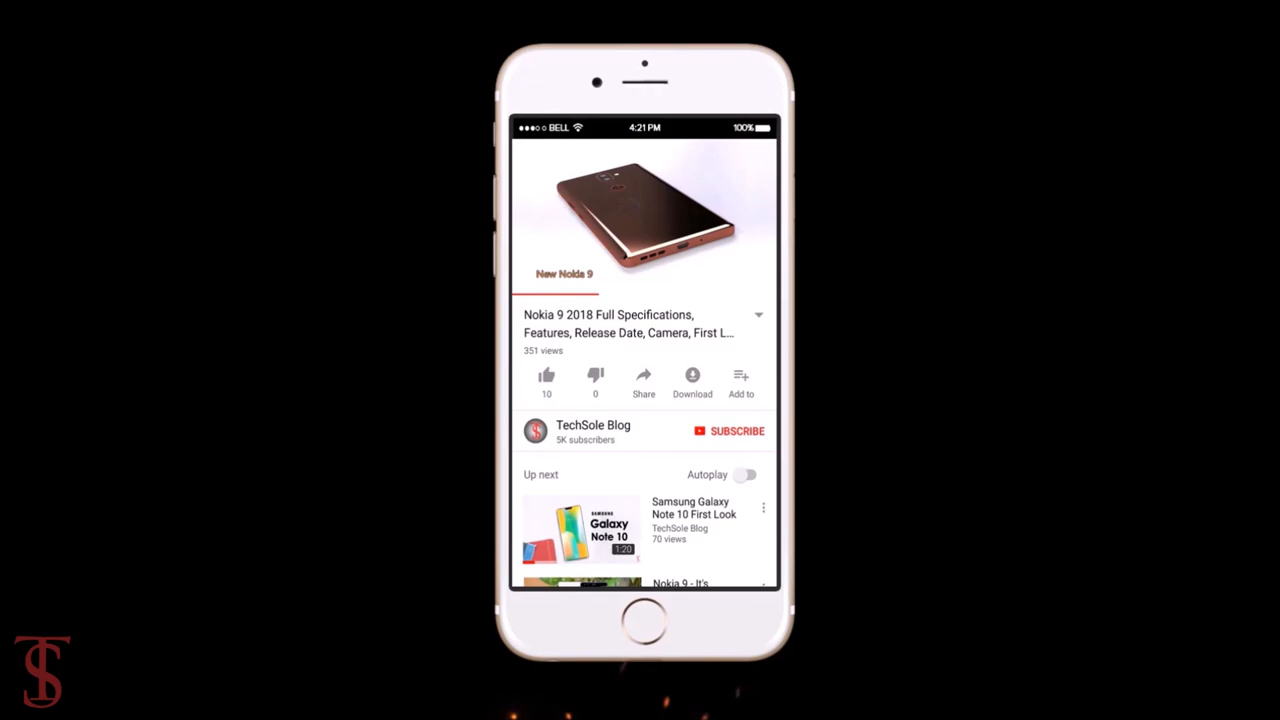 BELL
4:21 PM
100%
New Nokia 9
Nokia 9 2018 Full Specifications,
Features, Release Date, Camera, First L...
351 views
10
0
Share
Download
Add to
TechSole Blog
5K subscribers
SUBSCRIBE
Up next
Autoplay
SAMSUNG
Galaxy
Note 10
1:20
Samsung Galaxy
Note 10 First Look
TechSole Blog
70 views
Nokia 9 - It's
TS